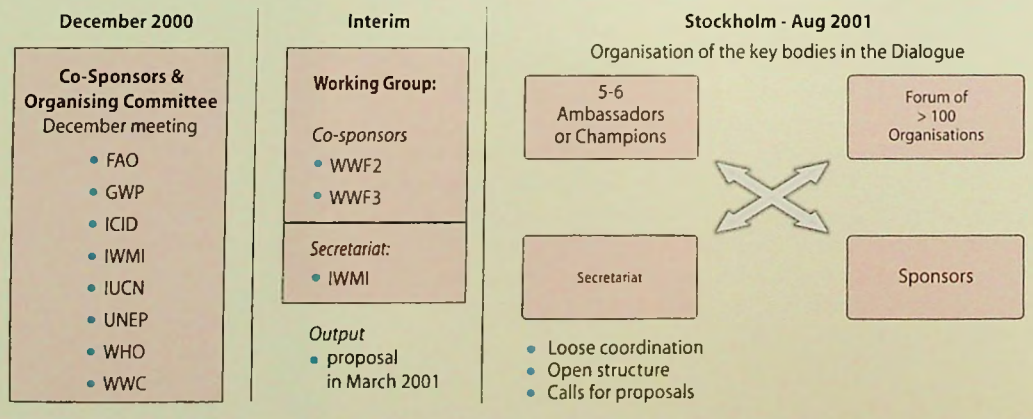 December 2000
Co-Sponsors &
Organising Committee
December meeting
• FAO
• GWP
• ICID
• IWMI
• IUCN
• UNEP
• WHO
• WWC
Interim
Working Group:
Co-sponsors
• WWF2
• WWF3
Secretariat:
• IWMI
Output
• proposal
in March 2001
Stockholm - Aug 2001
Organisation of the key bodies in the Dialogue
5-6
Ambassadors
or Champions
Forum of
> 100
Organisations
Secretariat
Sponsors
• Loose coordination
• Open structure
• Calls for proposals